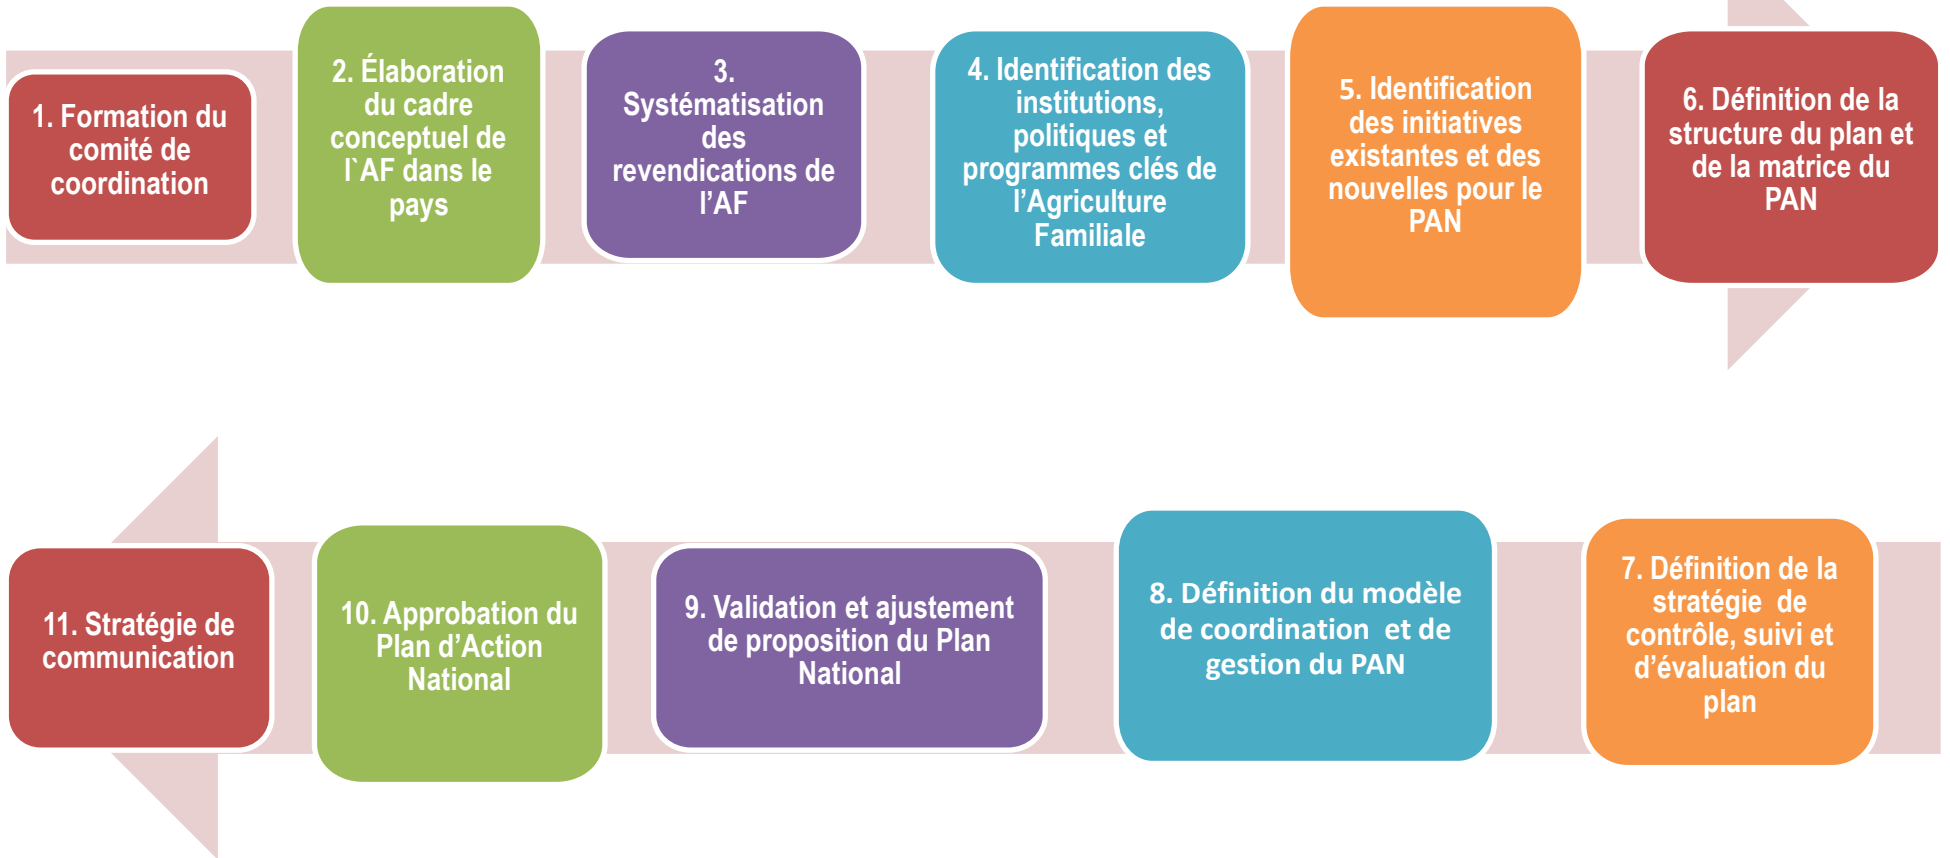 1. Formation du
comité de
coordination
2. Élaboration
du cadre
conceptuel de
l`AF dans le
pays
3.
Systématisation
des
revendications de
l’AF
4. Identification des
institutions,
politiques et
programmes clés de
l’Agriculture
Familiale
5. Identification
des initiatives
existantes et des
nouvelles pour le
PAN
6. Définition de la
structure du plan et
de la matrice du
PAN
7. Définition de la
stratégie  de
contrôle, suivi et
d’évaluation du
plan
8. Définition du modèle
de coordination  et de
gestion du PAN
9. Validation et ajustement
de proposition du Plan
National
10. Approbation du
Plan d’Action
National
11. Stratégie de
communication